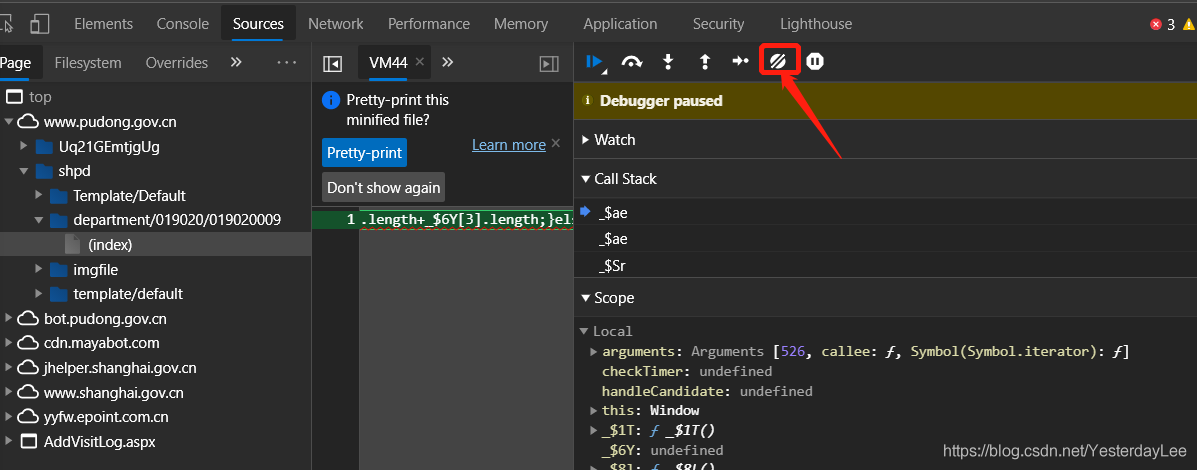 Elements Console Sources Network Performance Memory Application Security Lighthouse 3
Page Filesystem Overrides » ···
top
www.pudong.gov.cn
Uq21GEmtjgUg
shpd
Template/Default
department/019020/019020009
(index)
imgfile
template/default
bot.pudong.gov.cn
cdn.mayabot.com
jhelper.shanghai.gov.cn
www.shanghai.gov.cn
yyfw.epoint.com.cn
AddVisitLog.aspx
VM44 × »
Pretty-print this
minified file?
Pretty-print
Learn more ×
Don't show again
1 .length+_$6Y[3].length;}els
Debugger paused
Watch
Call Stack
_$ae
_$ae
_$Sr
Scope
Local
arguments: Arguments [526, callee: ƒ, Symbol(Symbol.iterator): ƒ]
checkTimer: undefined
handleCandidate: undefined
this: Window
_$1T: ƒ _$1T()
_$6Y: undefined
https://blog.csdn.net/YesterdayLee